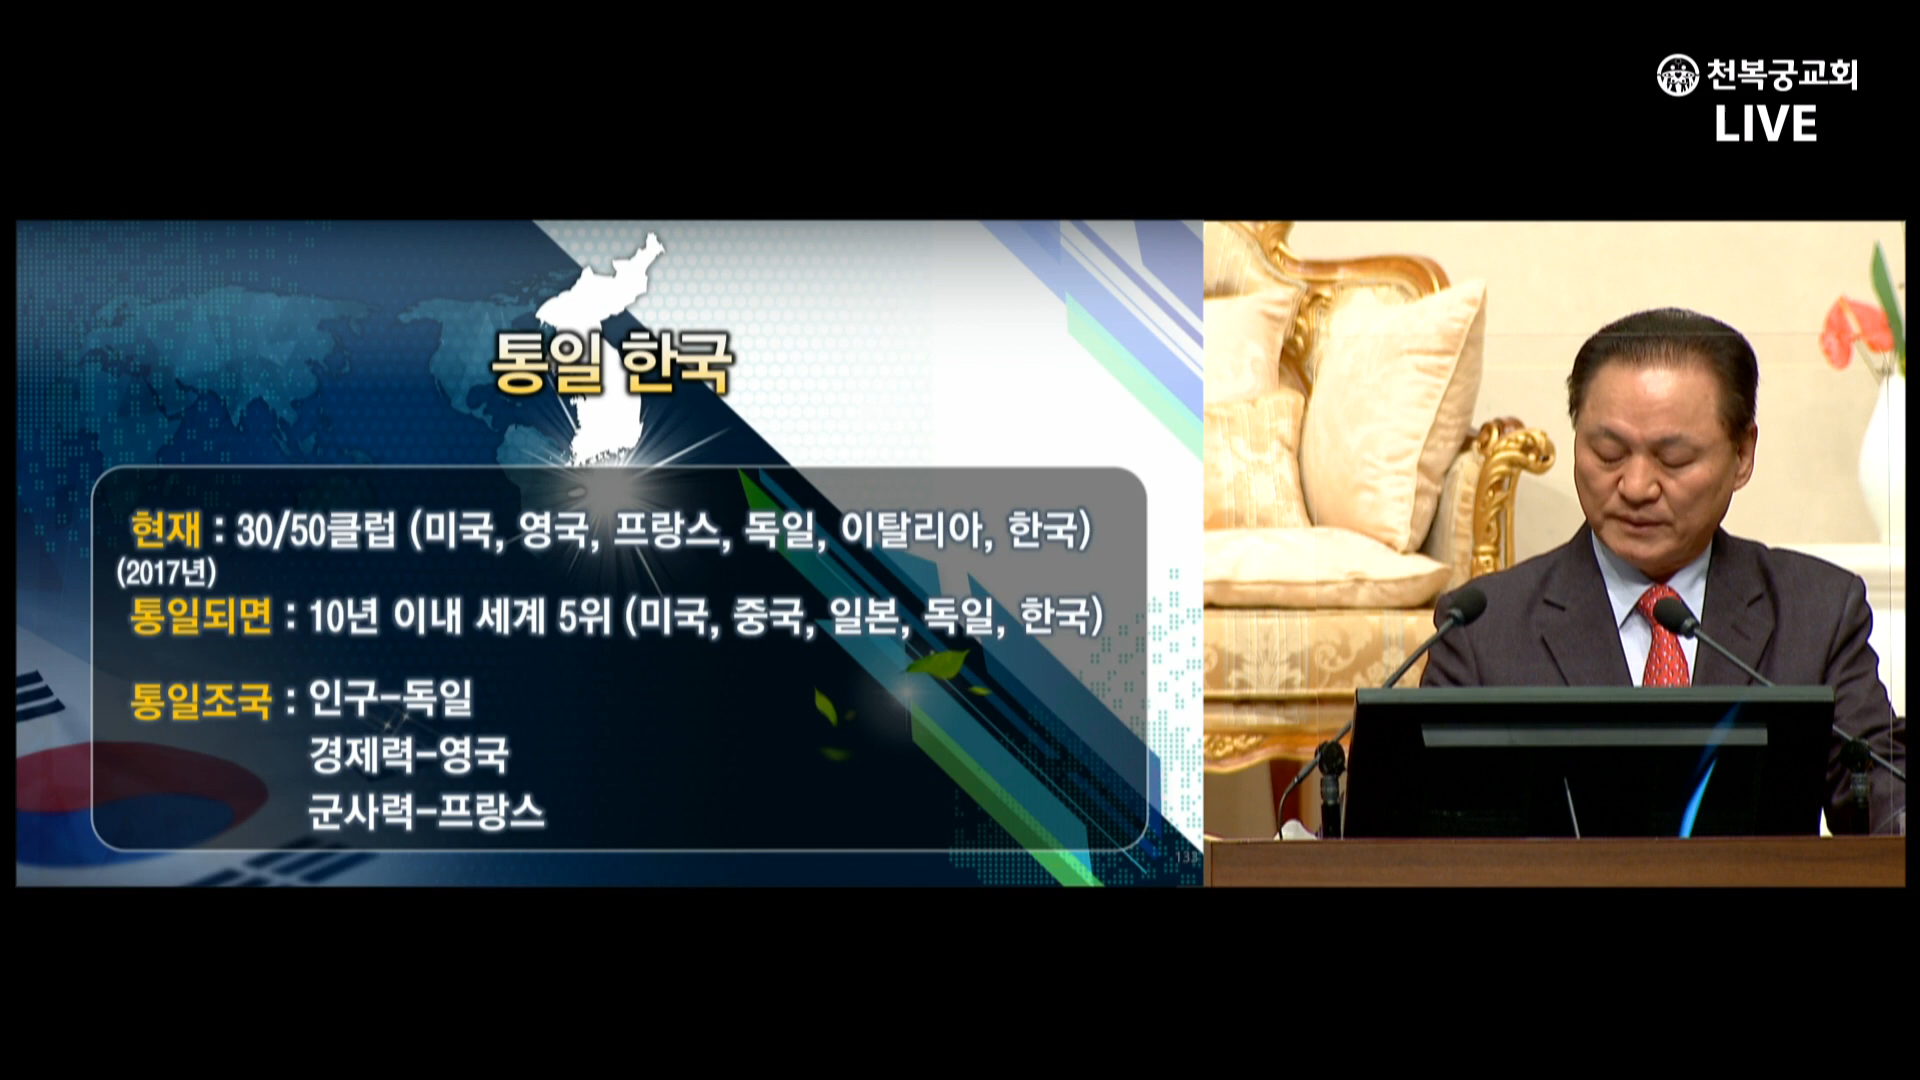 천복궁교회
LIVE
통일 한국
현재 : 30/50클럽 (미국, 영국, 프랑스, 독일, 이탈리아, 한국)
(2017년)
통일되면 : 10년 이내 세계 5위 (미국, 중국, 일본, 독일, 한국)
통일조국 : 인구-독일
경제력-영국
군사력-프랑스
133